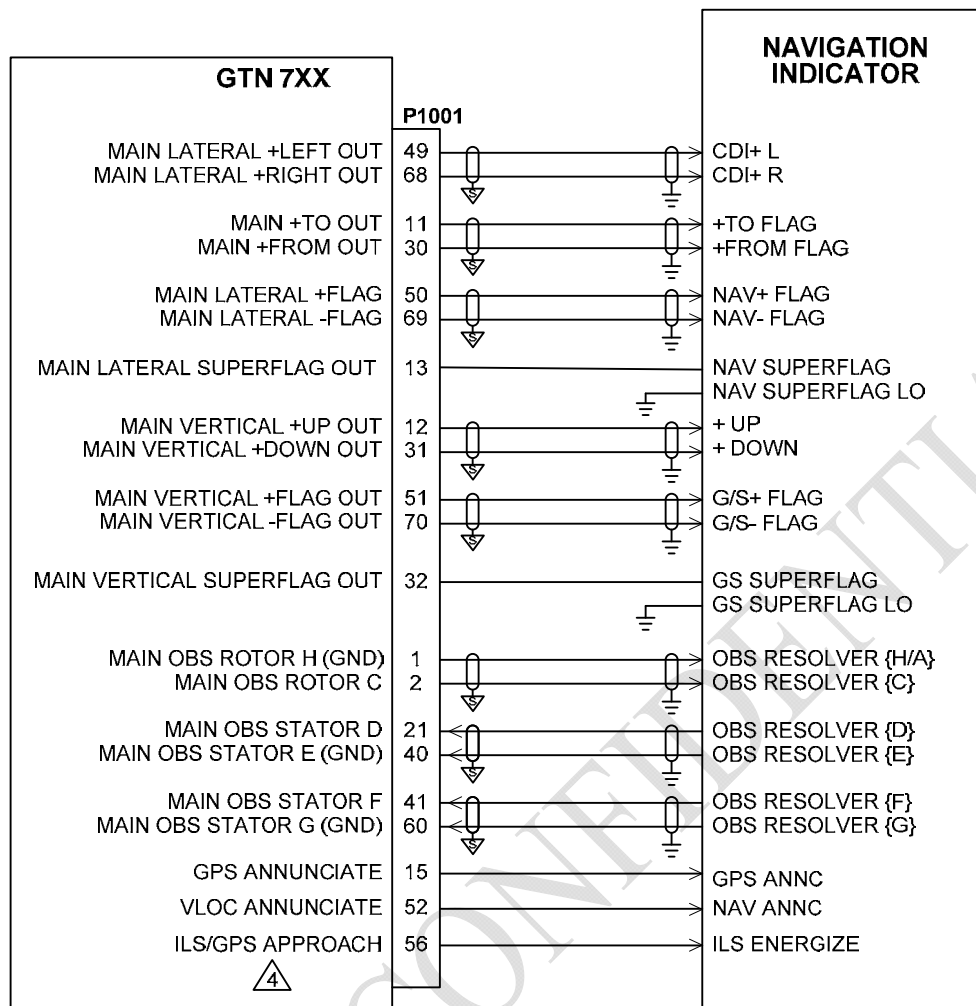 NAVIGATION
INDICATOR
GTN 7XX
P1001
MAIN LATERAL +LEFT OUT 49 S CDI+ L
MAIN LATERAL +RIGHT OUT 68 CDI+ R
MAIN +TO OUT 11 S +TO FLAG
MAIN +FROM OUT 30 +FROM FLAG
MAIN LATERAL +FLAG 50 S NAV+ FLAG
MAIN LATERAL -FLAG 69 NAV- FLAG
MAIN LATERAL SUPERFLAG OUT 13 NAV SUPERFLAG
NAV SUPERFLAG LO
MAIN VERTICAL +UP OUT 12 S + UP
MAIN VERTICAL +DOWN OUT 31 + DOWN
MAIN VERTICAL +FLAG OUT 51 S G/S+ FLAG
MAIN VERTICAL -FLAG OUT 70 G/S- FLAG
MAIN VERTICAL SUPERFLAG OUT 32 GS SUPERFLAG
GS SUPERFLAG LO
MAIN OBS ROTOR H (GND) 1 S OBS RESOLVER {H/A}
MAIN OBS ROTOR C 2 OBS RESOLVER {C}
MAIN OBS STATOR D 21 S OBS RESOLVER {D}
MAIN OBS STATOR E (GND) 40 OBS RESOLVER {E}
MAIN OBS STATOR F 41 S OBS RESOLVER {F}
MAIN OBS STATOR G (GND) 60 OBS RESOLVER {G}
GPS ANNUNCIATE 15 GPS ANNC
VLOC ANNUNCIATE 52 NAV ANNC
ILS/GPS APPROACH 56 ILS ENERGIZE
4
CONFIDENTI